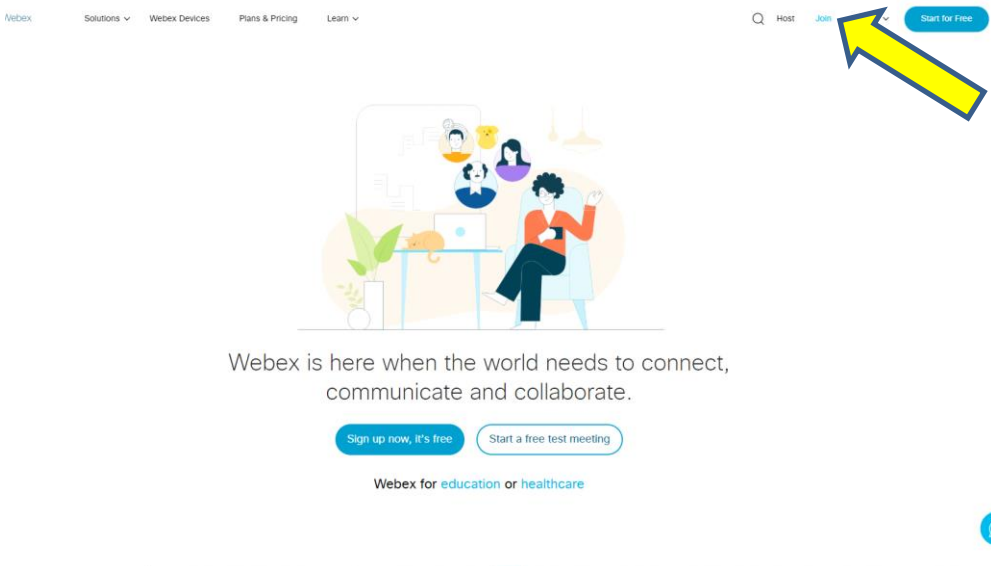 Webex
Solutions
Webex Devices
Plans & Pricing
Learn
Host
Join
Start for Free
Webex is here when the world needs to connect,
communicate and collaborate.
Sign up now, it's free
Start a free test meeting
Webex for education or healthcare